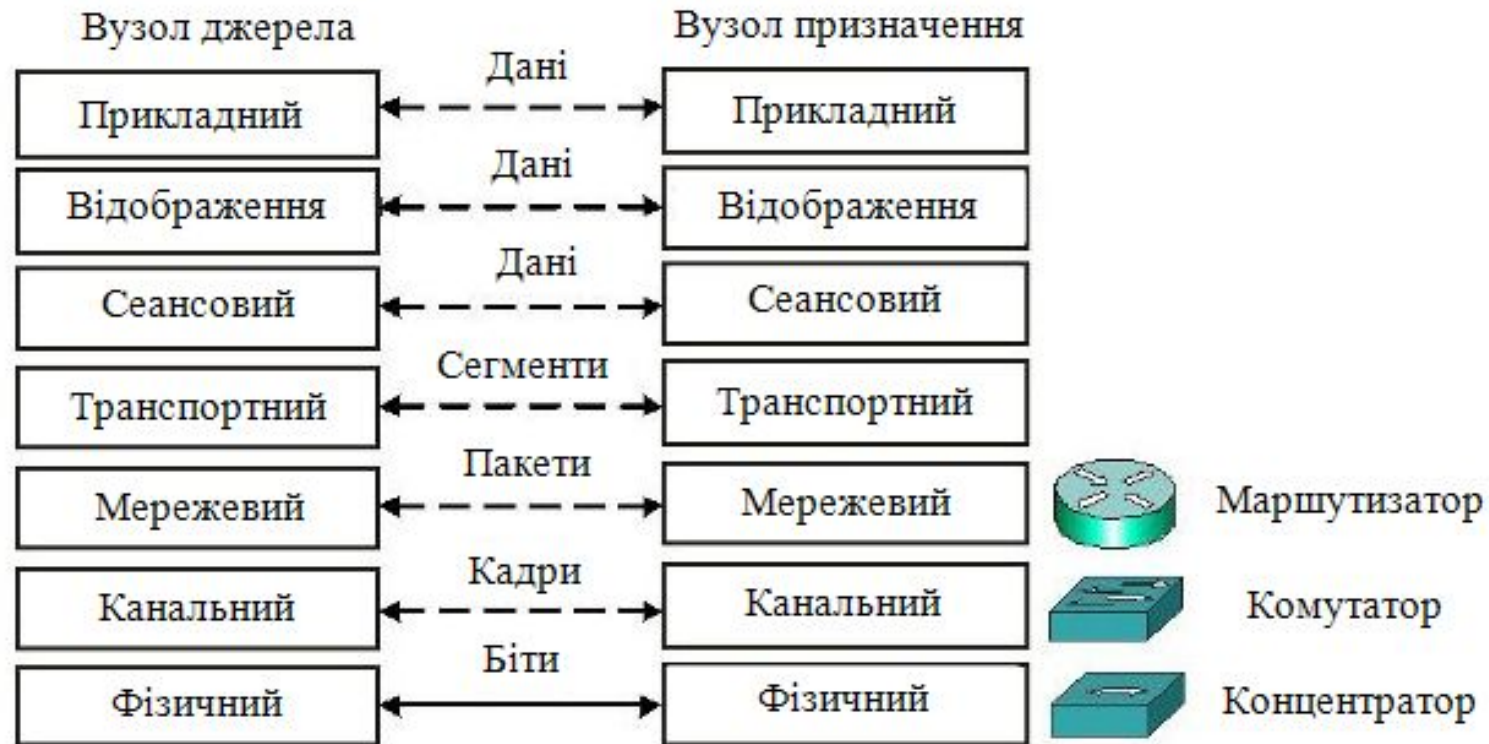 Вузол джерела
Вузол призначення
Прикладний
Дані
Прикладний
Відображення
Дані
Відображення
Сеансовий
Дані
Сеансовий
Транспортний
Сегменти
Транспортний
Мережевий
Пакети
Мережевий
Маршутизатор
Канальний
Кадри
Канальний
Комутатор
Фізичний
Біти
Фізичний
Концентратор